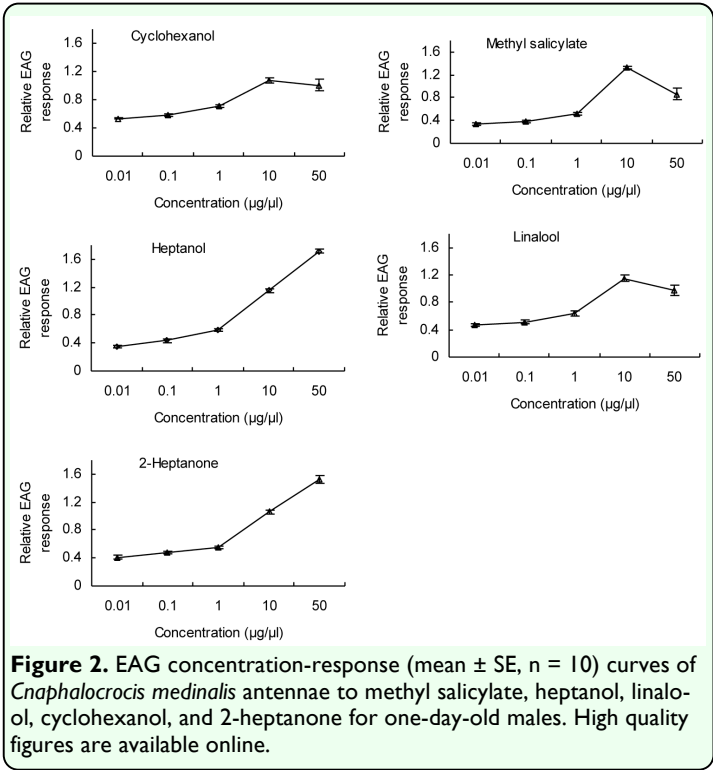 Cyclohexanol
Relative EAG
response
1.6
1.2
0.8
0.4
0
0.01 0.1 1 10 50
Concentration (µg/µl)
Methyl salicylate
Relative EAG
response
1.6
1.2
0.8
0.4
0
0.01 0.1 1 10 50
Concentration (µg/µl)
Heptanol
Relative EAG
response
1.6
1.2
0.8
0.4
0
0.01 0.1 1 10 50
Concentration (µg/µl)
Linalool
Relative EAG
response
1.6
1.2
0.8
0.4
0
0.01 0.1 1 10 50
Concentration (µg/µl)
2-Heptanone
Relative EAG
response
1.6
1.2
0.8
0.4
0
0.01 0.1 1 10 50
Concentration (µg/µl)
Figure 2. EAG concentration-response (mean ± SE, n = 10) curves of
Cnaphalocrocis medinalis antennae to methyl salicylate, heptanol, linalo-
ol, cyclohexanol, and 2-heptanone for one-day-old males. High quality
figures are available online.